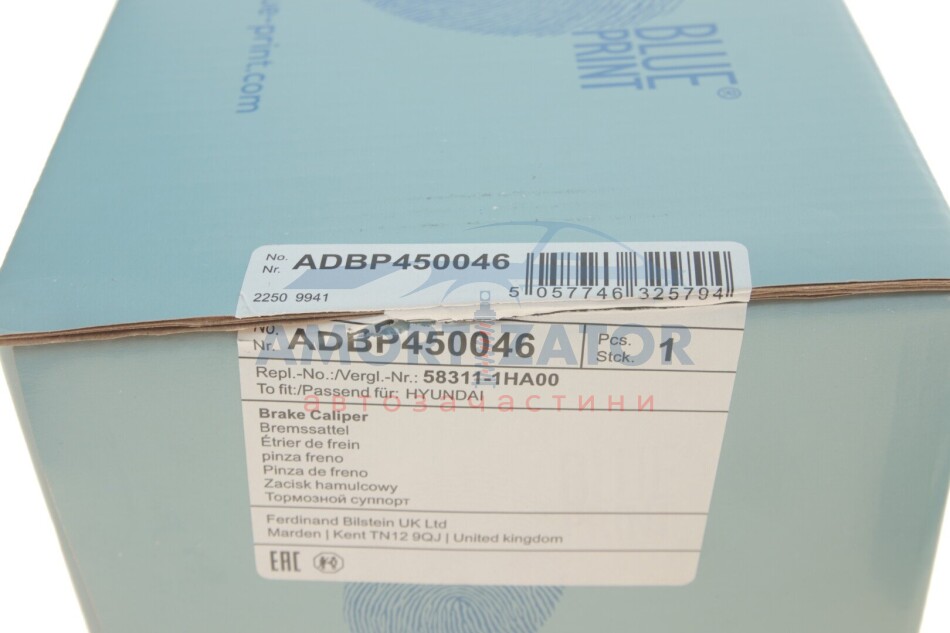 BLUE
PRINT®
e-print.com
No.
Nr. ADBP450046
2250 9941
5 057746 325794
No.
Nr. ADBP450046
Pcs.
Stck. 1
AMORTIZATOR
Repl.-No.:/Vergl.-Nr.: 58311-1HA00
To fit:/Passend für: HYUNDAI
автозачастини
Brake Caliper
Bremssattel
Étrier de frein
pinza freno
Pinza de freno
Zacisk hamulcowy
Тормозной суппорт
Ferdinand Bilstein UK Ltd
Marden | Kent TN12 9QJ | United kingdom
EAC